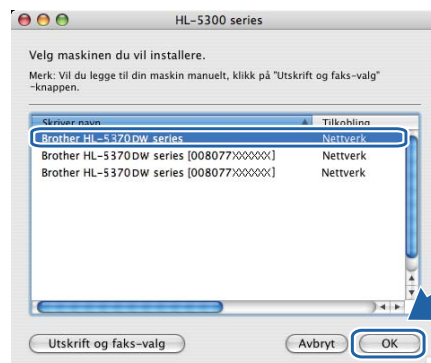 HL-5300 series
Velg maskinen du vil installere.
Merk: Vil du legge til din maskin manuelt, klikk på "Utskrift og faks-valg"
-knappen.
Skriver navn Tilkobling
Brother HL-5370DW series Nettverk
Brother HL-5370DW series [008077XXXXXX] Nettverk
Brother HL-5370DW series [008077XXXXXX] Nettverk
Utskrift og faks-valg Avbryt OK